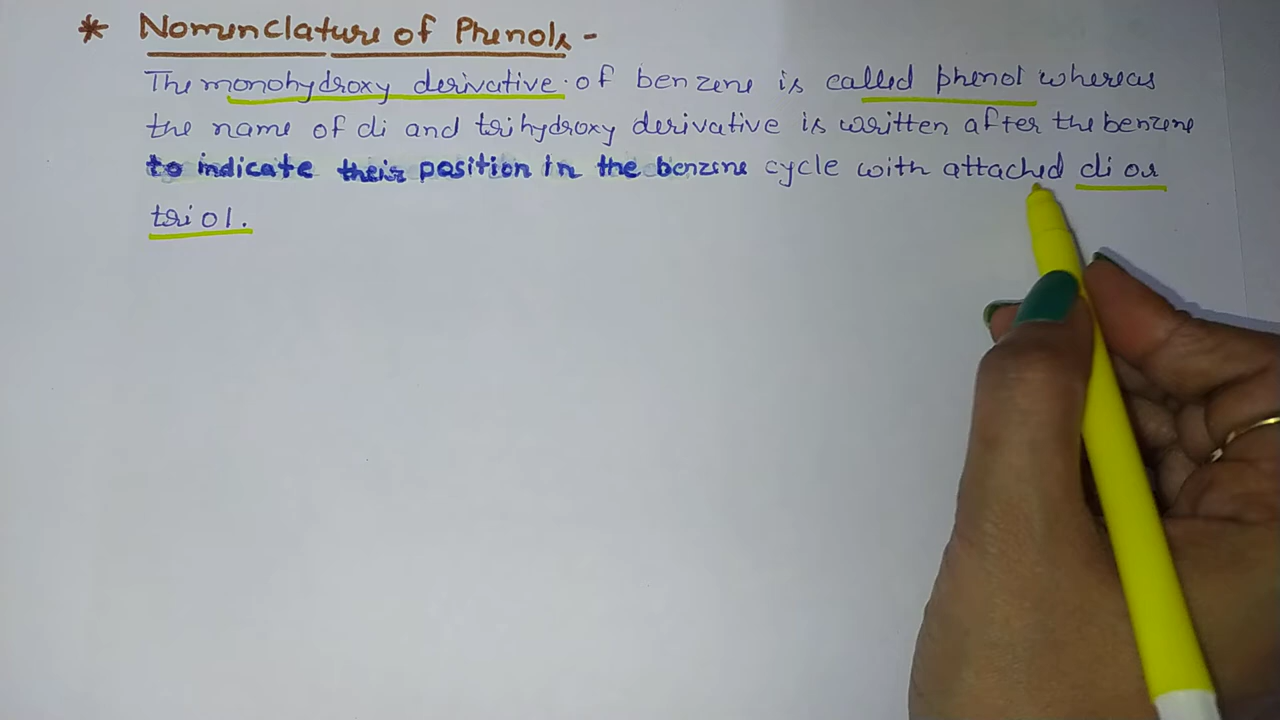 * Nomenclature of Phenols -
The monohydroxy derivative of benzene is called phenol whereas
the name of di and trihydroxy derivative is written after the benzene
to indicate their position in the benzene cycle with attached di or
triol.